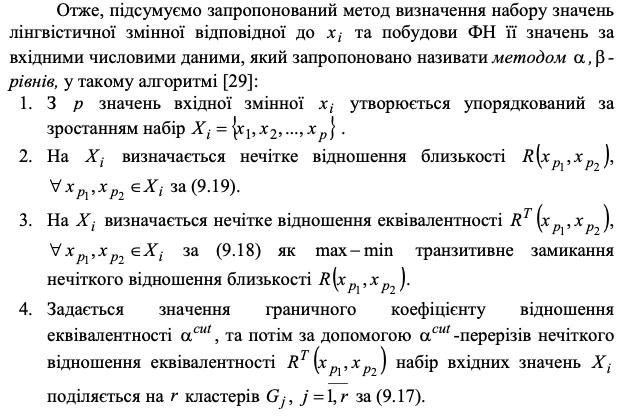 Отже, підсумуємо запропонований метод визначення набору значень
лінгвістичної змінної відповідної до x_i та побудови ФН її значень за
вхідними числовими даними, який запропоновано називати методом α,β-
рівнів, у такому алгоритмі [29]:
1. З p значень вхідної змінної x_i утворюється упорядкований за
зростанням набір X_i = {x_1, x_2, ..., x_p} .
2. На X_i визначається нечітке відношення близькості R(x_{p_1}, x_{p_2}),
∀ x_{p_1}, x_{p_2} ∈ X_i за (9.19).
3. На X_i визначається нечітке відношення еквівалентності R^T(x_{p_1}, x_{p_2}),
∀ x_{p_1}, x_{p_2} ∈ X_i за (9.18) як max−min транзитивне замикання
нечіткого відношення близькості R(x_{p_1}, x_{p_2}).
4. Задається значення граничного коефіцієнту відношення
еквівалентності α^{cut}, та потім за допомогою α^{cut}-перерізів нечіткого
відношення еквівалентності R^T(x_{p_1}, x_{p_2}) набір вхідних значень X_i
поділяється на r кластерів G_j, j = \overline{1, r} за (9.17).